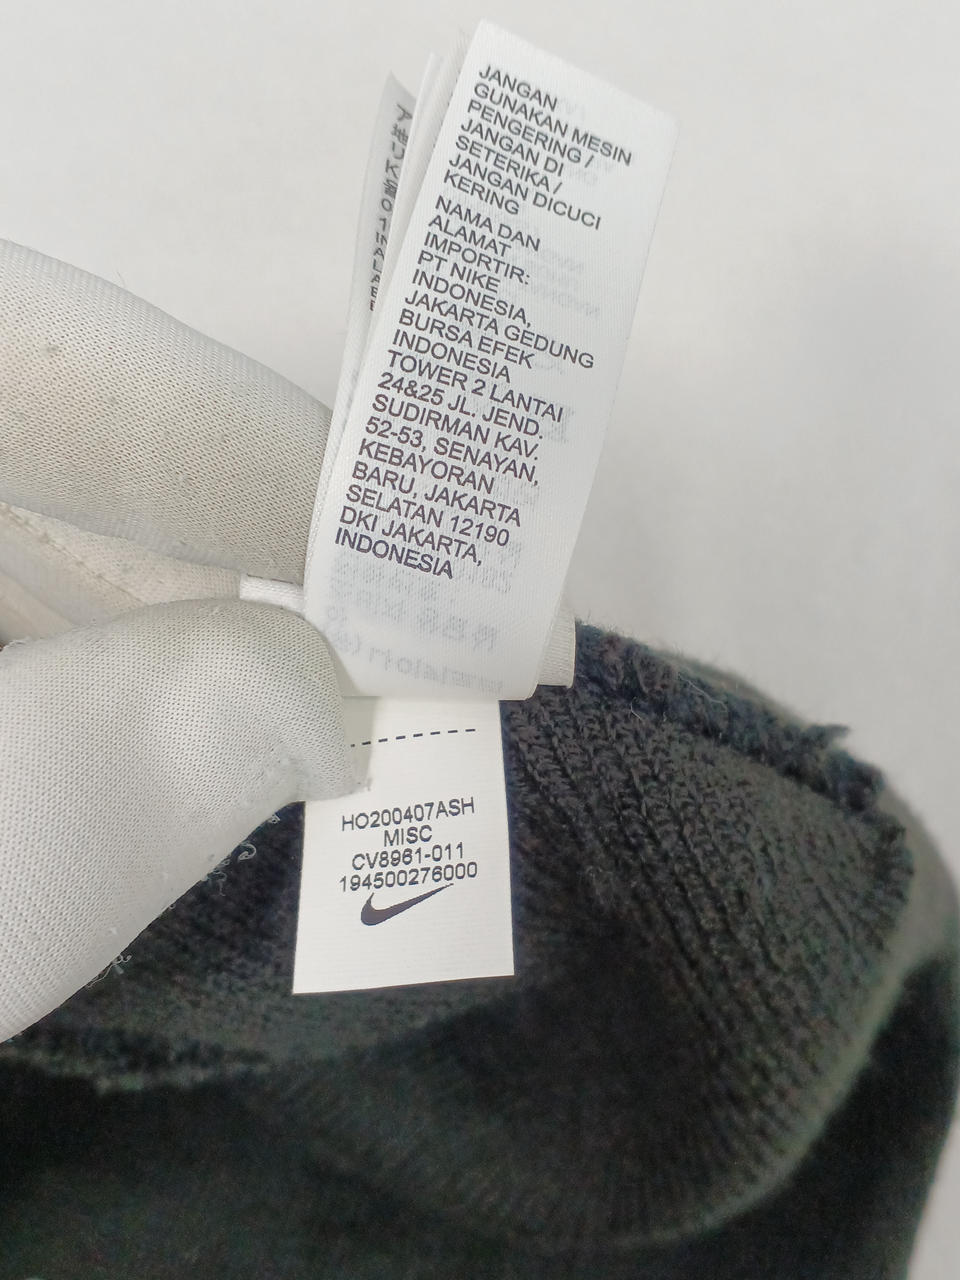 JANGAN
GUNAKAN MESIN
PENGERING /
JANGAN DI
SETERIKA /
JANGAN DICUCI
KERING
NAMA DAN
ALAMAT
IMPORTIR:
PT NIKE
INDONESIA,
JAKARTA GEDUNG
BURSA EFEK
INDONESIA
TOWER 2 LANTAI
24&25 JL. JEND.
SUDIRMAN KAV.
52-53, SENAYAN,
KEBAYORAN
BARU, JAKARTA
SELATAN 12190
DKI JAKARTA,
INDONESIA
HO200407ASH
MISC
CV8961-011
194500276000